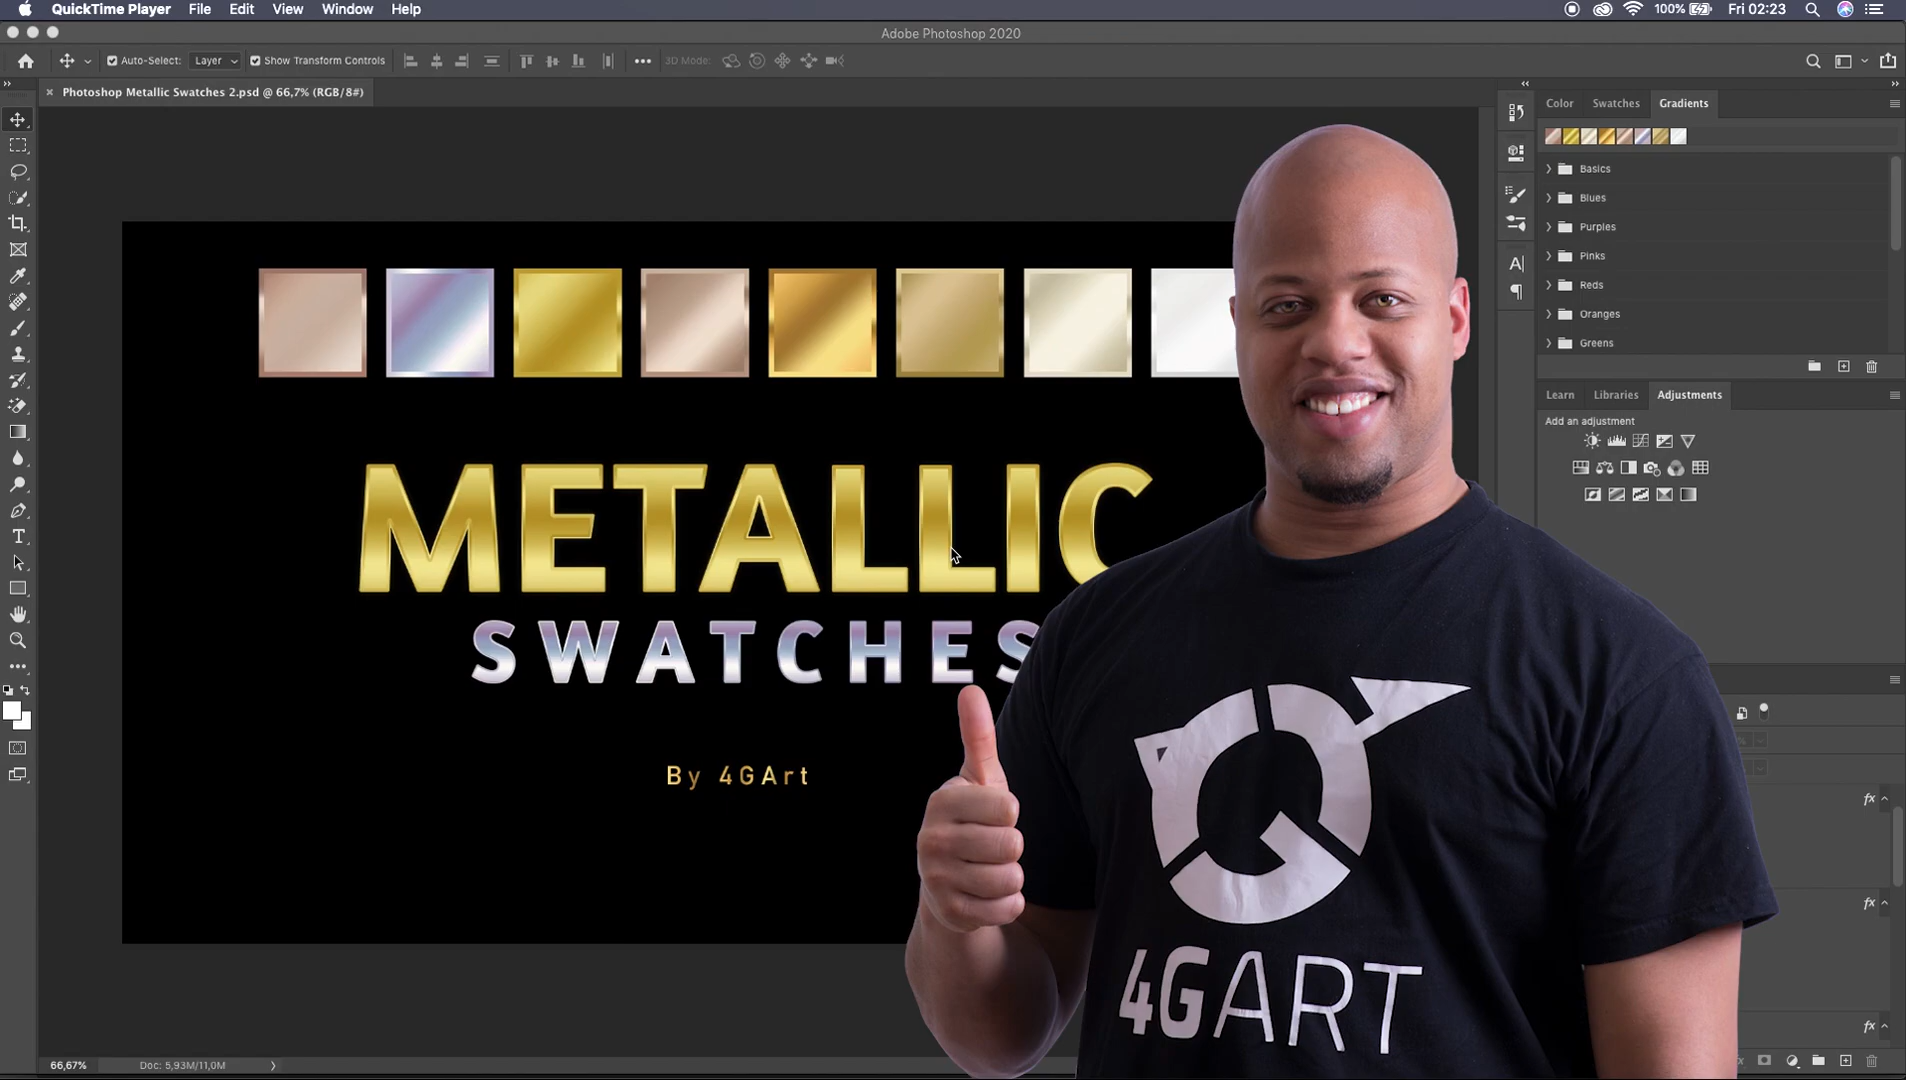 QuickTime Player File Edit View Window Help
100% Fri 02:23
Adobe Photoshop 2020
Auto-Select: Layer Show Transform Controls 3D Mode:
Photoshop Metallic Swatches 2.psd @ 66,7% (RGB/8#)
Color Swatches Gradients
Basics
Blues
Purples
Pinks
Reds
Oranges
Greens
Learn Libraries Adjustments
Add an adjustment
METALLIC
SWATCHES
By 4GArt
4GART
fx
fx
fx
66,67% Doc: 5,93M/11,0M